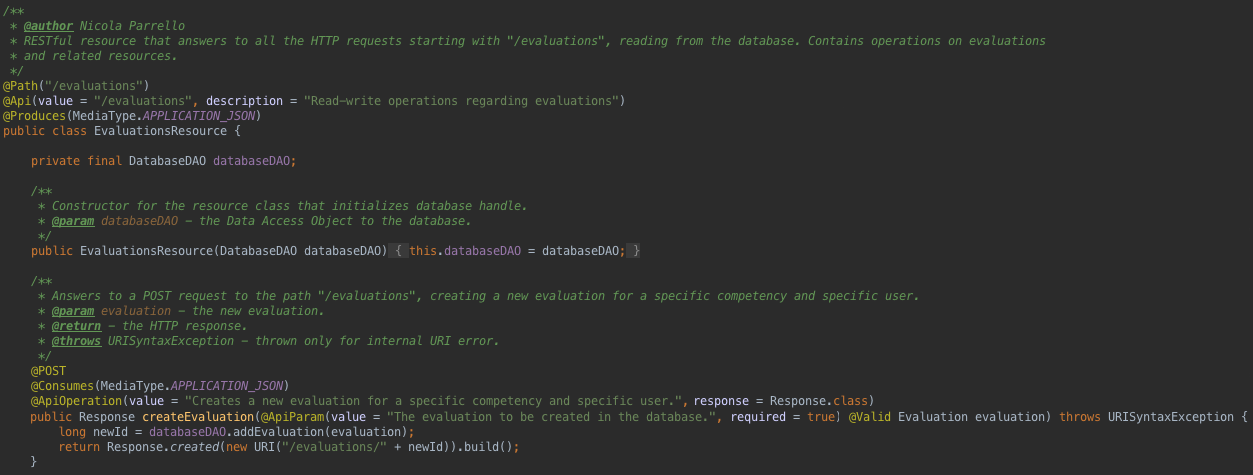 /**
 * @author Nicola Parrello
 * RESTful resource that answers to all the HTTP requests starting with "/evaluations", reading from the database. Contains operations on evaluations
 * and related resources.
 */
@Path("/evaluations")
@Api(value = "/evaluations", description = "Read-write operations regarding evaluations")
@Produces(MediaType.APPLICATION_JSON)
public class EvaluationsResource {
    private final DatabaseDAO databaseDAO;
    /**
     * Constructor for the resource class that initializes database handle.
     * @param databaseDAO - the Data Access Object to the database.
     */
    public EvaluationsResource(DatabaseDAO databaseDAO) { this.databaseDAO = databaseDAO; }
    /**
     * Answers to a POST request to the path "/evaluations", creating a new evaluation for a specific competency and specific user.
     * @param evaluation - the new evaluation.
     * @return - the HTTP response.
     * @throws URISyntaxException - thrown only for internal URI error.
     */
    @POST
    @Consumes(MediaType.APPLICATION_JSON)
    @ApiOperation(value = "Creates a new evaluation for a specific competency and specific user.", response = Response.class)
    public Response createEvaluation(@ApiParam(value = "The evaluation to be created in the database.", required = true) @Valid Evaluation evaluation) throws URISyntaxException {
        long newId = databaseDAO.addEvaluation(evaluation);
        return Response.created(new URI("/evaluations/" + newId)).build();
    }